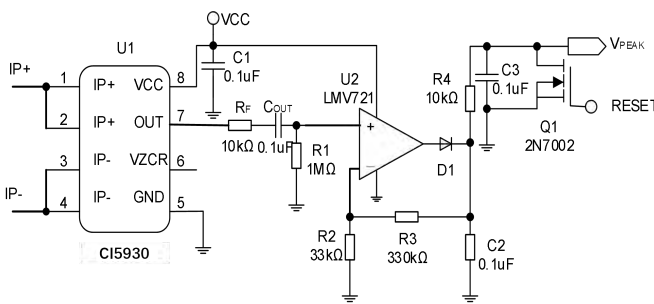 VCC
U1
IP+
1
IP+
VCC
8
C1
0.1uF
U2
LMV721
R4
10kΩ
C3
0.1uF
VPEAK
RESET
Q1
2N7002
2
IP+
OUT
7
RF
10kΩ
COUT
0.1uF
R1
1MΩ
+
−
D1
3
IP-
VZCR
6
IP-
4
IP-
GND
5
CI5930
R2
33kΩ
R3
330kΩ
C2
0.1uF